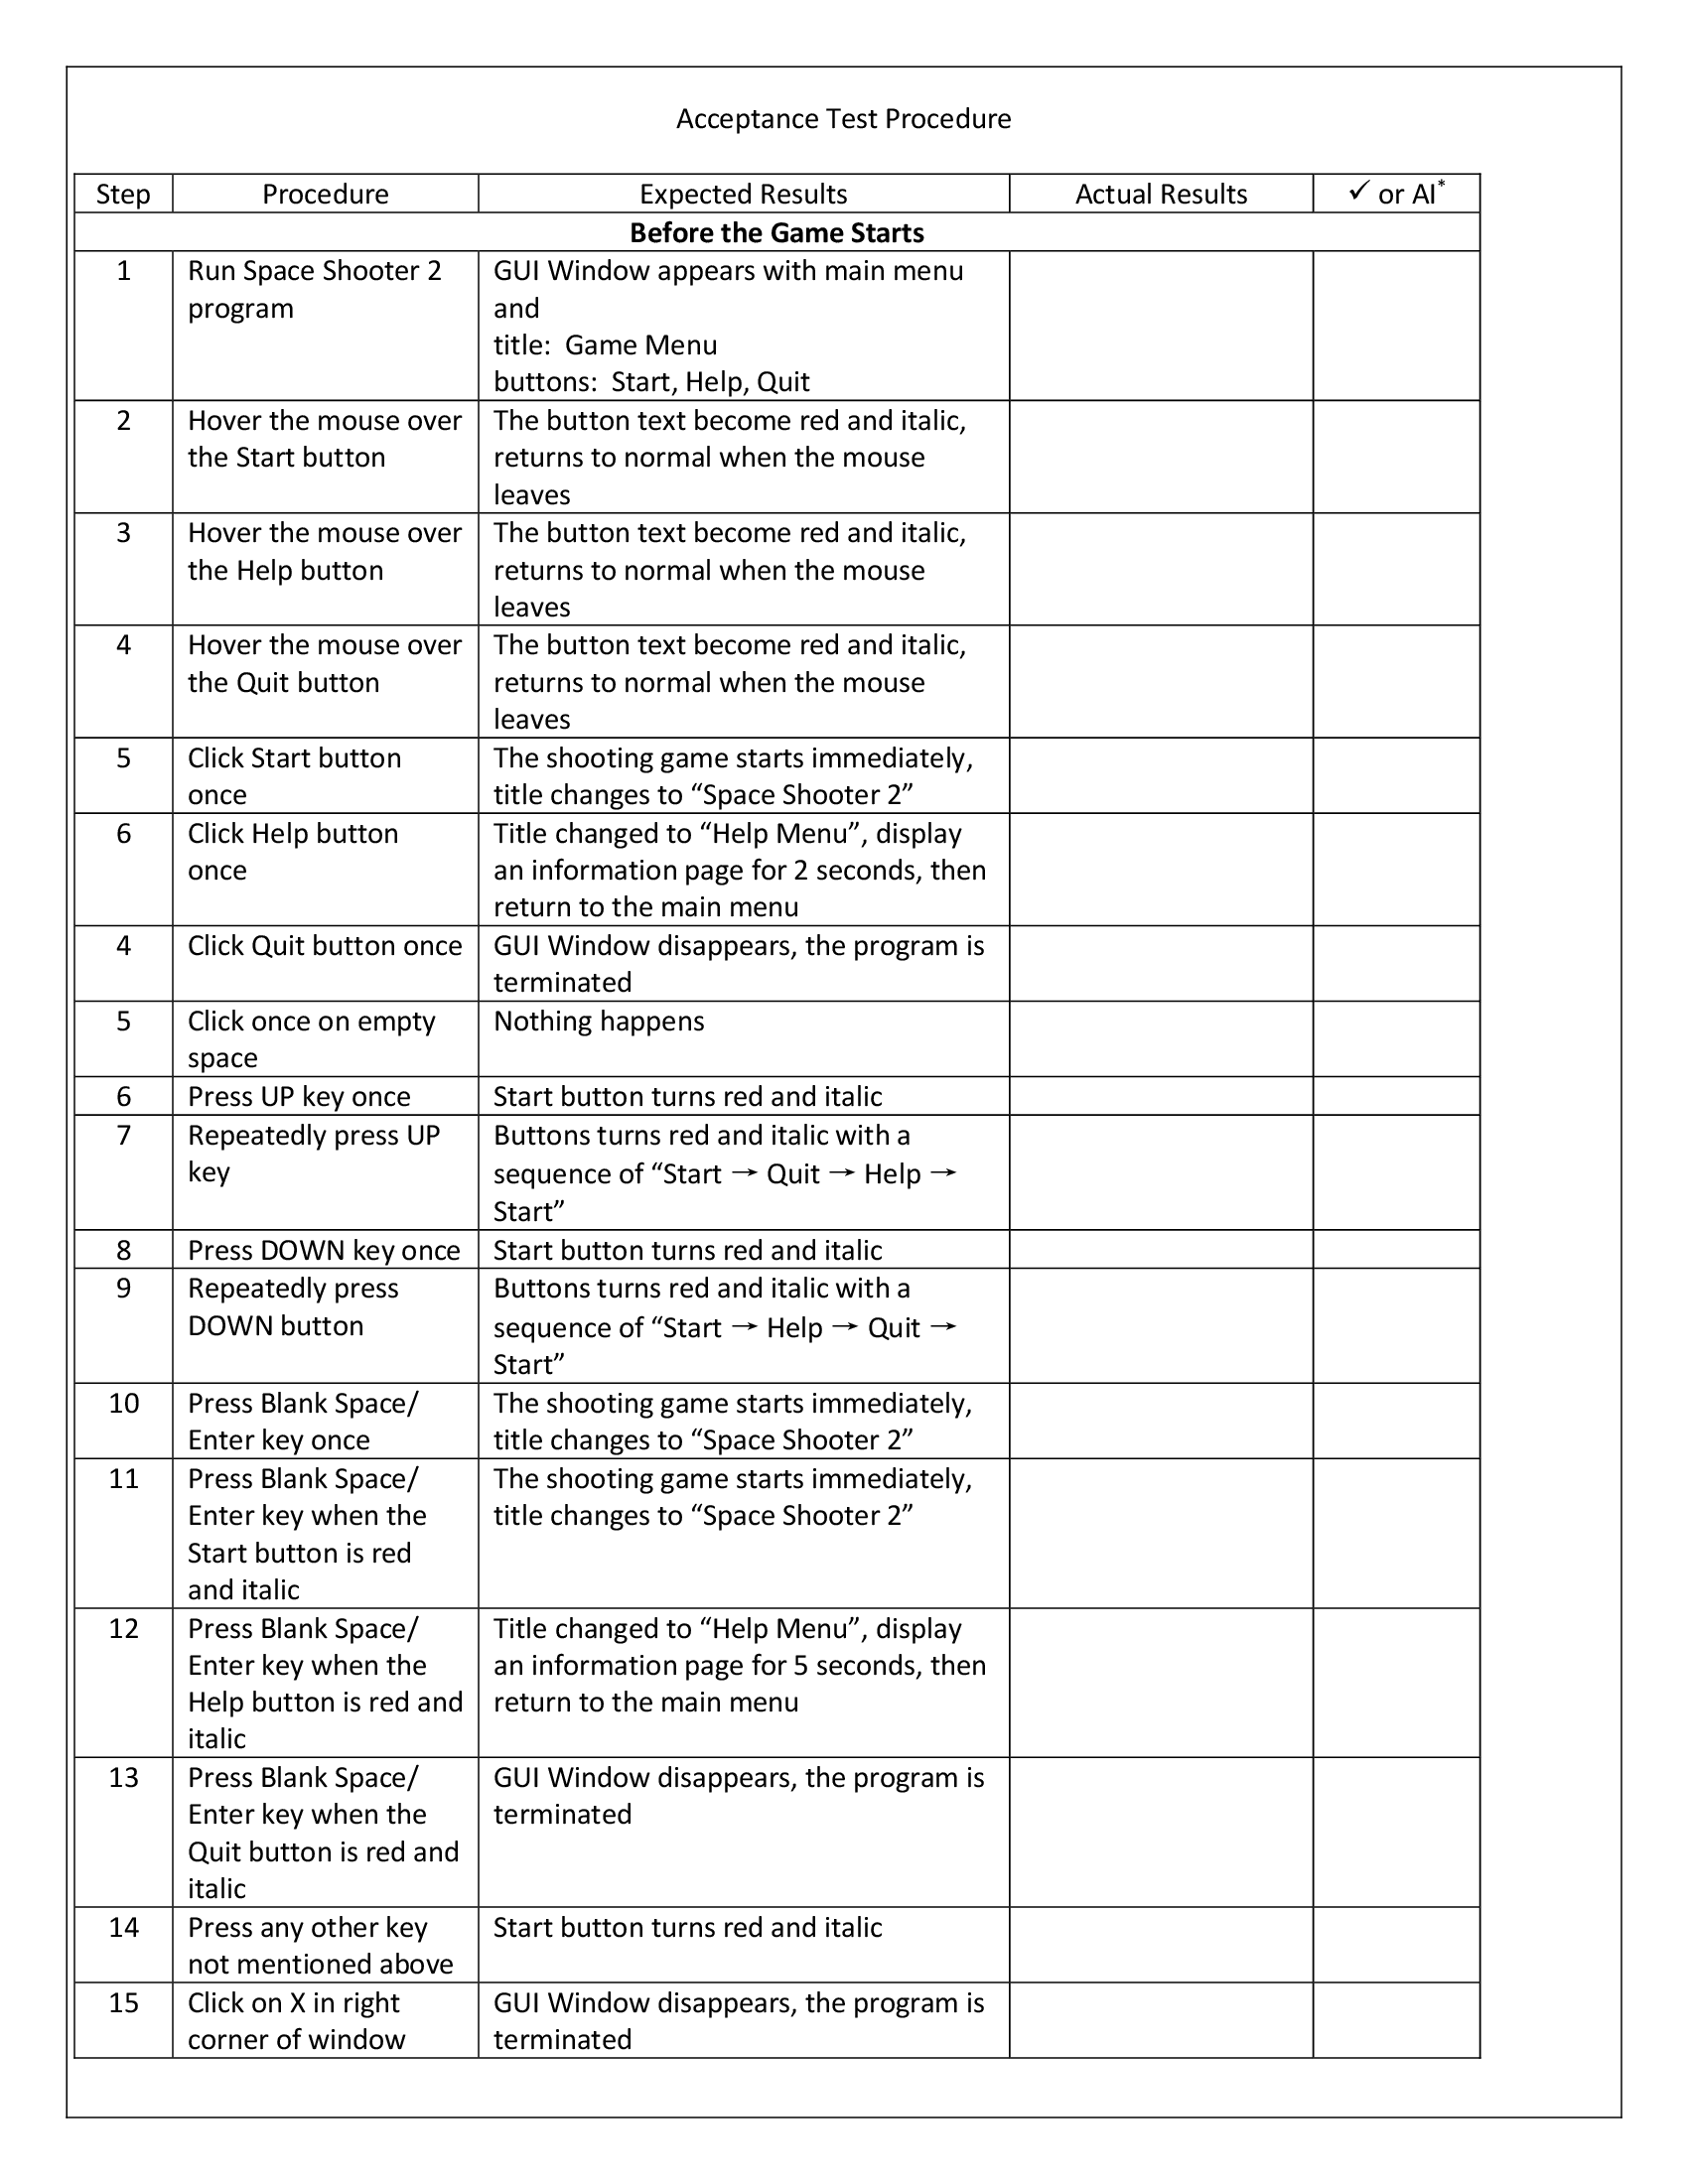 Acceptance Test Procedure
Step Procedure Expected Results Actual Results ✓ or AI*
Before the Game Starts
1 Run Space Shooter 2 GUI Window appears with main menu
program and
title:  Game Menu
buttons:  Start, Help, Quit
2 Hover the mouse over The button text become red and italic,
the Start button returns to normal when the mouse
leaves
3 Hover the mouse over The button text become red and italic,
the Help button returns to normal when the mouse
leaves
4 Hover the mouse over The button text become red and italic,
the Quit button returns to normal when the mouse
leaves
5 Click Start button The shooting game starts immediately,
once title changes to “Space Shooter 2”
6 Click Help button Title changed to “Help Menu”, display
once an information page for 2 seconds, then
return to the main menu
4 Click Quit button once GUI Window disappears, the program is
terminated
5 Click once on empty Nothing happens
space
6 Press UP key once Start button turns red and italic
7 Repeatedly press UP Buttons turns red and italic with a
key sequence of “Start → Quit → Help →
Start”
8 Press DOWN key once Start button turns red and italic
9 Repeatedly press Buttons turns red and italic with a
DOWN button sequence of “Start → Help → Quit →
Start”
10 Press Blank Space/ The shooting game starts immediately,
Enter key once title changes to “Space Shooter 2”
11 Press Blank Space/ The shooting game starts immediately,
Enter key when the title changes to “Space Shooter 2”
Start button is red
and italic
12 Press Blank Space/ Title changed to “Help Menu”, display
Enter key when the an information page for 5 seconds, then
Help button is red and return to the main menu
italic
13 Press Blank Space/ GUI Window disappears, the program is
Enter key when the terminated
Quit button is red and
italic
14 Press any other key Start button turns red and italic
not mentioned above
15 Click on X in right GUI Window disappears, the program is
corner of window terminated